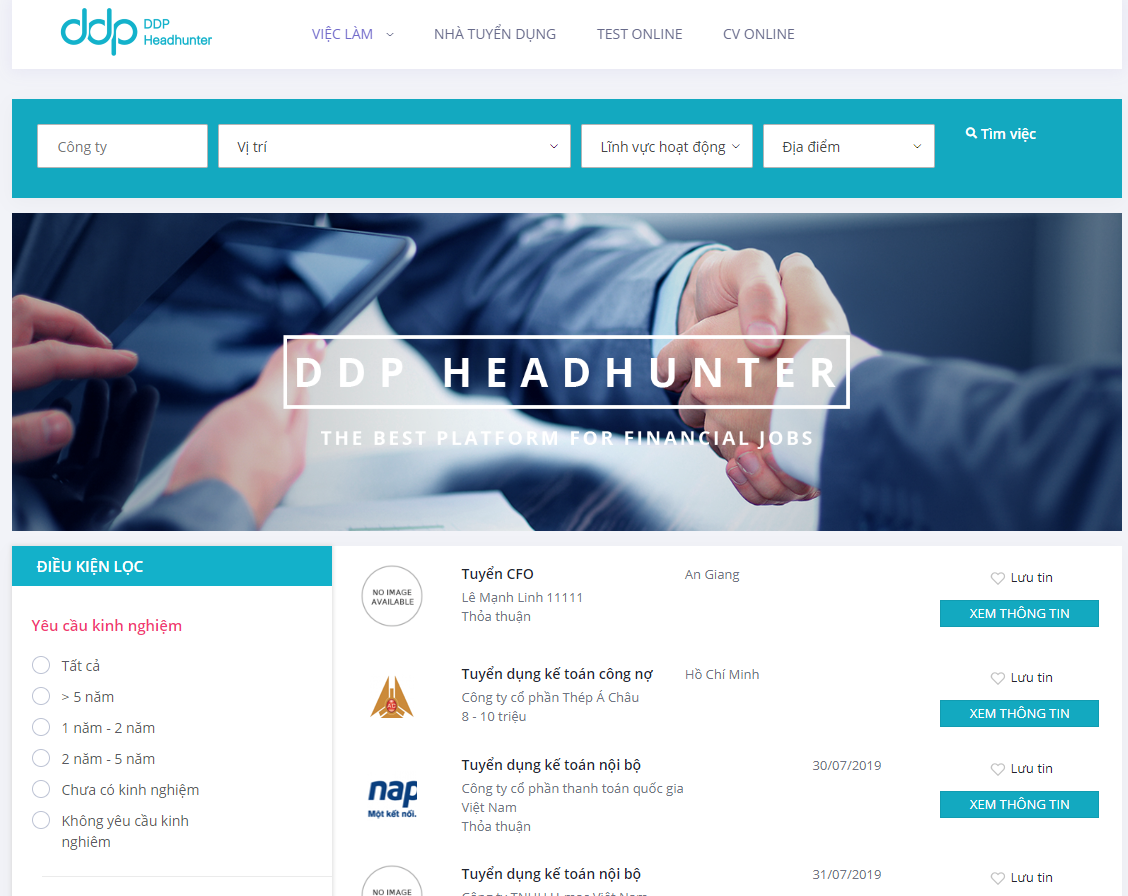 ddp DDP
Headhunter
VIỆC LÀM
NHÀ TUYỂN DỤNG
TEST ONLINE
CV ONLINE
Công ty
Vị trí
Lĩnh vực hoạt động
Địa điểm
Tìm việc
DDP HEADHUNTER
THE BEST PLATFORM FOR FINANCIAL JOBS
ĐIỀU KIỆN LỌC
Yêu cầu kinh nghiệm
Tất cả
> 5 năm
1 năm - 2 năm
2 năm - 5 năm
Chưa có kinh nghiệm
Không yêu cầu kinh
nghiêm
NO IMAGE
AVAILABLE
Tuyển CFO
An Giang
Lê Mạnh Linh 11111
Thỏa thuận
Lưu tin
XEM THÔNG TIN
Tuyển dụng kế toán công nợ
Hồ Chí Minh
Công ty cổ phần Thép Á Châu
8 - 10 triệu
Lưu tin
XEM THÔNG TIN
nap
Một kết nối.
Tuyển dụng kế toán nội bộ
30/07/2019
Công ty cổ phần thanh toán quốc gia
Việt Nam
Thỏa thuận
Lưu tin
XEM THÔNG TIN
NO IMAGE
Tuyển dụng kế toán nội bộ
31/07/2019
Lưu tin